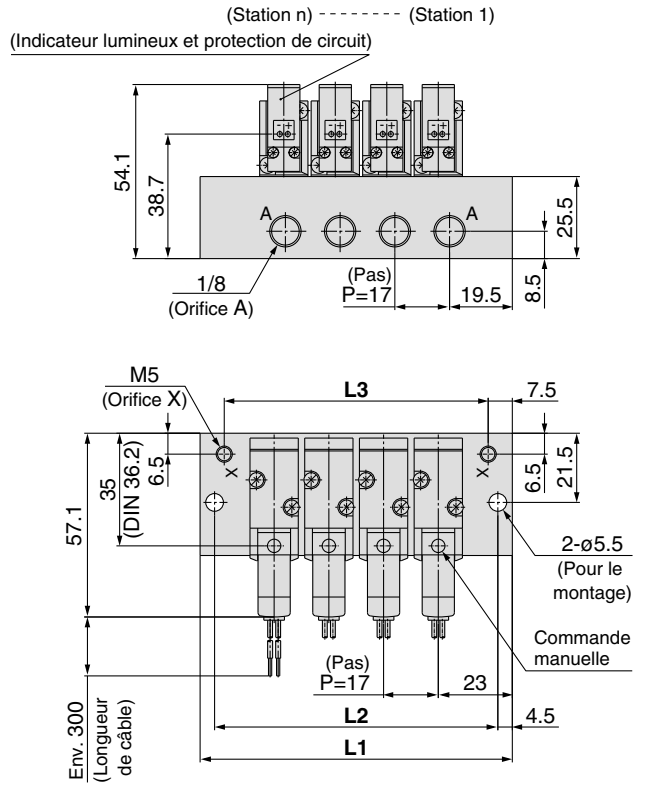 (Station n) -------- (Station 1)
(Indicateur lumineux et protection de circuit)
54.1
38.7
- +
- +
- +
- +
A
A
25.5
8.5
1/8
(Orifice A)
(Pas)
P=17
19.5
M5
(Orifice X)
L3
7.5
6.5
35
(DIN 36.2)
57.1
X
X
6.5
21.5
2-ø5.5
(Pour le
montage)
Commande
manuelle
(Pas)
P=17
23
Env. 300
(Longueur
de câble)
L2
4.5
L1